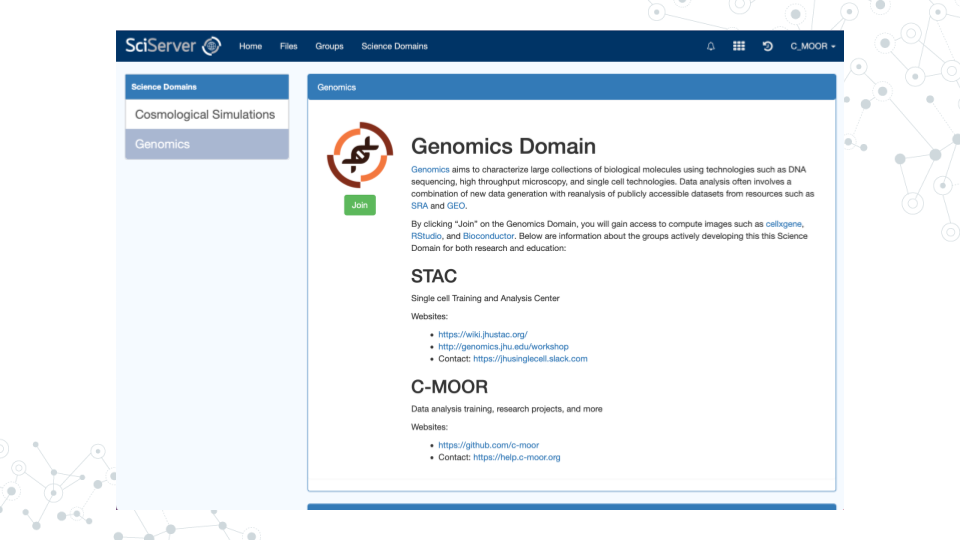 SciServer Home Files Groups Science Domains C_MOOR
Science Domains
Cosmological Simulations
Genomics
Genomics
Join
Genomics Domain
Genomics aims to characterize large collections of biological molecules using technologies such as DNA
sequencing, high throughput microscopy, and single cell technologies. Data analysis often involves a
combination of new data generation with reanalysis of publicly accessible datasets from resources such as
SRA and GEO.
By clicking “Join” on the Genomics Domain, you will gain access to compute images such as cellxgene,
RStudio, and Bioconductor. Below are information about the groups actively developing this this Science
Domain for both research and education:
STAC
Single cell Training and Analysis Center
Websites:
• https://wiki.jhustac.org/
• http://genomics.jhu.edu/workshop
• Contact: https://jhusinglecell.slack.com
C-MOOR
Data analysis training, research projects, and more
Websites:
• https://github.com/c-moor
• Contact: https://help.c-moor.org